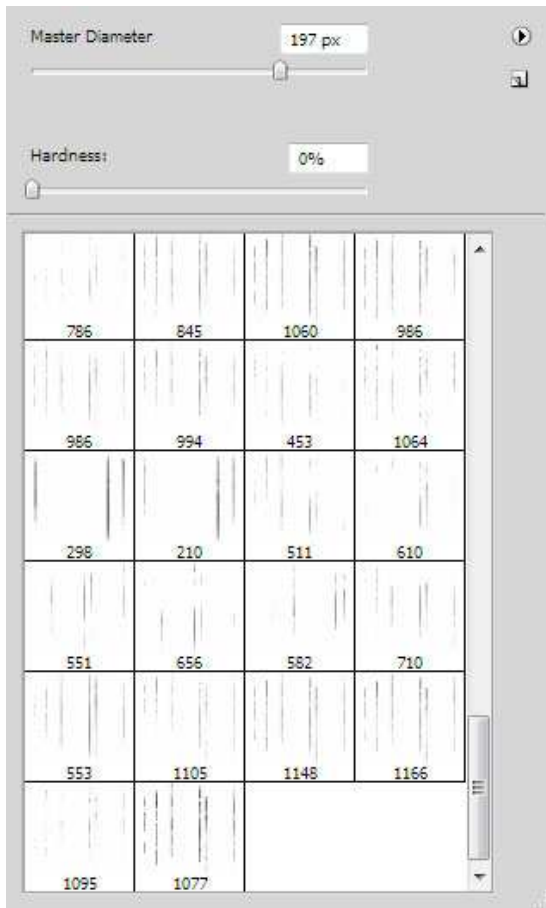 Master Diameter 197 px
Hardness: 0%
786 845 1060 986
986 994 453 1064
298 210 511 610
551 656 582 710
553 1105 1148 1166
1095 1077